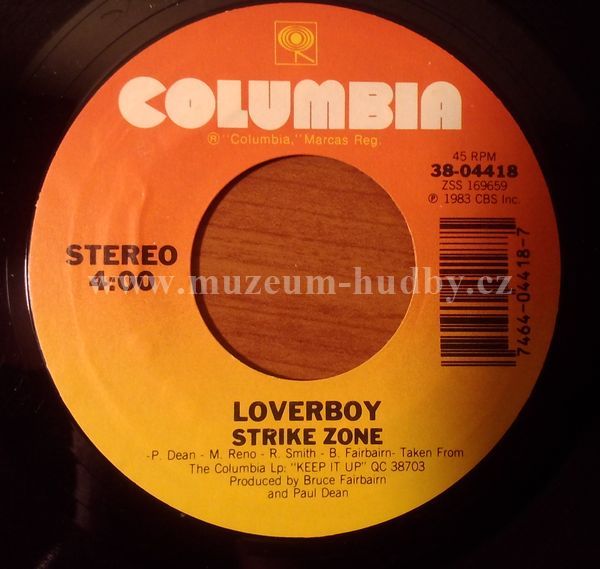 COLUMBIA
® "Columbia," Marcas Reg.
45 RPM
38-04418
ZSS 169659
℗ 1983 CBS Inc.
STEREO
4:00
7464-04418-7
www.muzeum-hudby.cz
LOVERBOY
STRIKE ZONE
-P. Dean - M. Reno - R. Smith - B. Fairbairn- Taken From
The Columbia Lp: "KEEP IT UP" QC 38703
Produced by Bruce Fairbairn
and Paul Dean